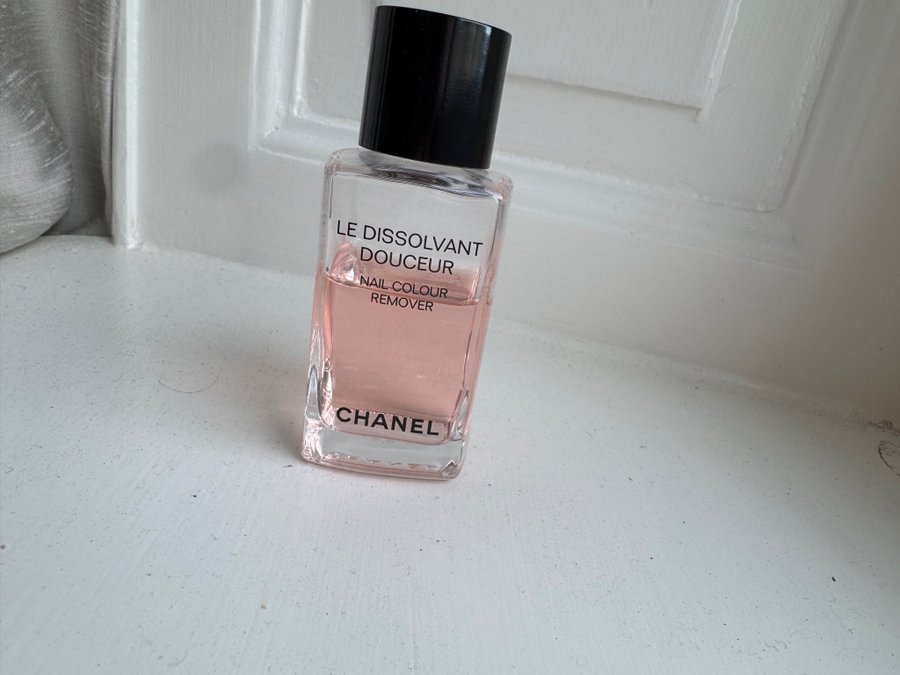 LE DISSOLVANT
DOUCEUR
NAIL COLOUR
REMOVER
CHANEL